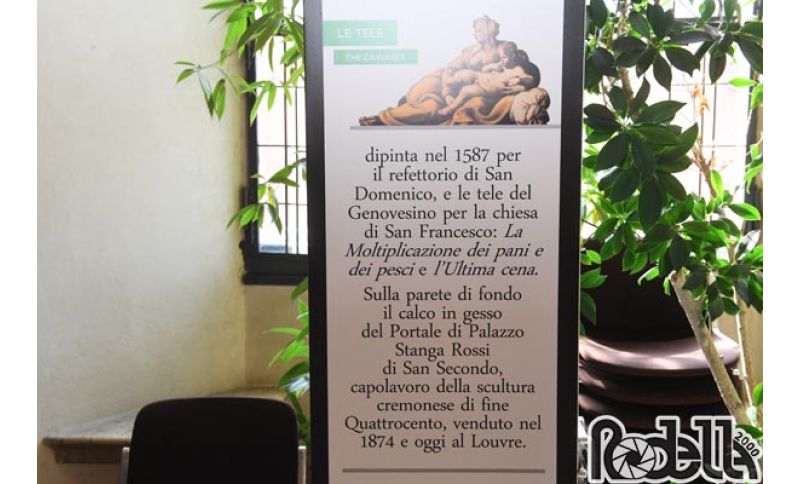 LE TELE
THE CANVASES
dipinta nel 1587 per
il refettorio di San
Domenico, e le tele del
Genovesino per la chiesa
di San Francesco: La
Moltiplicazione dei pani e
dei pesci e l'Ultima cena.
Sulla parete di fondo
il calco in gesso
del Portale di Palazzo
Stanga Rossi
di San Secondo,
capolavoro della scultura
cremonese di fine
Quattrocento, venduto nel
1874 e oggi al Louvre.
Rodella
2000